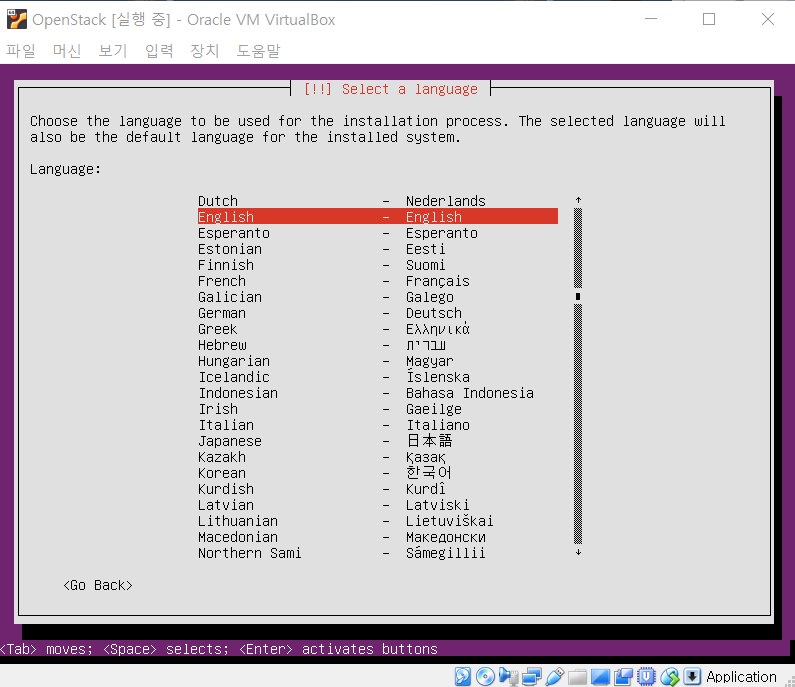 OpenStack [실행 중] - Oracle VM VirtualBox
파일 머신 보기 입력 장치 도움말
[!!] Select a language
Choose the language to be used for the installation process. The selected language will
also be the default language for the installed system.
Language:
Dutch - Nederlands
English - English
Esperanto - Esperanto
Estonian - Eesti
Finnish - Suomi
French - Français
Galician - Galego
German - Deutsch
Greek - Ελληνικά
Hebrew - עברית
Hungarian - Magyar
Icelandic - Íslenska
Indonesian - Bahasa Indonesia
Irish - Gaeilge
Italian - Italiano
Japanese - 日本語
Kazakh - Қазақ
Korean - 한국어
Kurdish - Kurdî
Latvian - Latviski
Lithuanian - Lietuviškai
Macedonian - Македонски
Northern Sami - Sámegillii
<Go Back>
<Tab> moves; <Space> selects; <Enter> activates buttons
Application